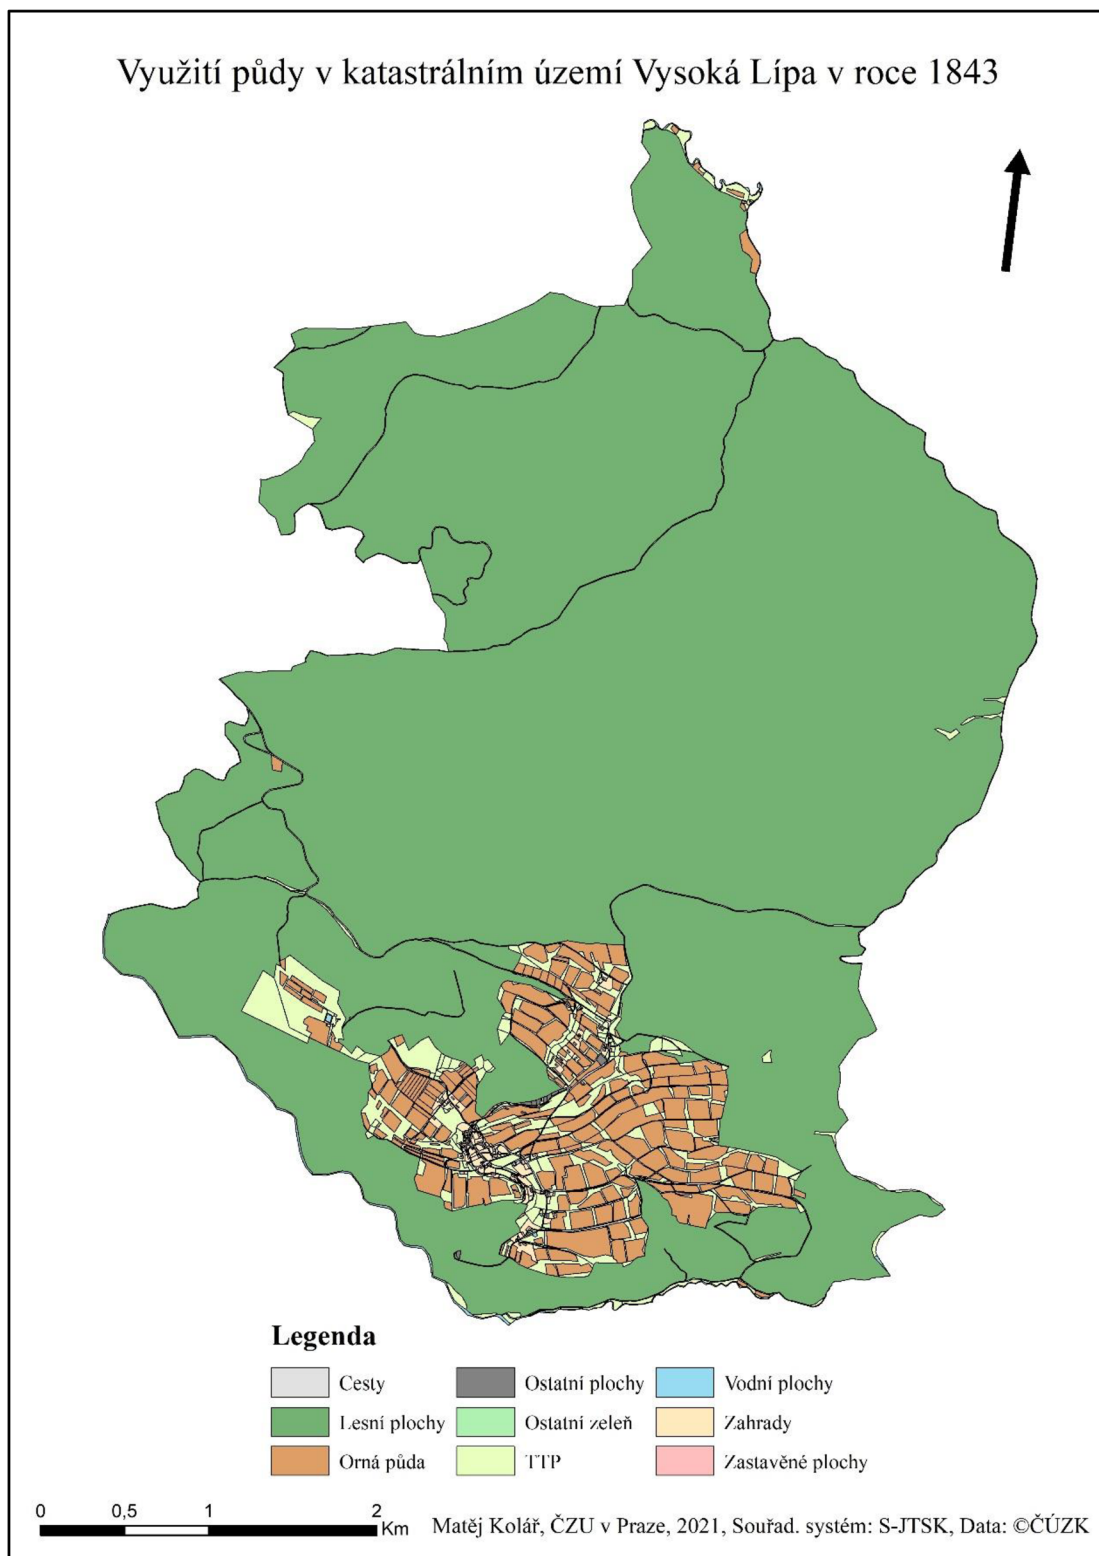 Využití půdy v katastrálním území Vysoká Lípa v roce 1843
Legenda
Cesty
Ostatní plochy
Vodní plochy
Lesní plochy
Ostatní zeleň
Zahrady
Orná půda
TTP
Zastavěné plochy
0 0,5 1 2
Km
Matěj Kolář, ČZU v Praze, 2021, Souřad. systém: S-JTSK, Data: ©ČÚZK